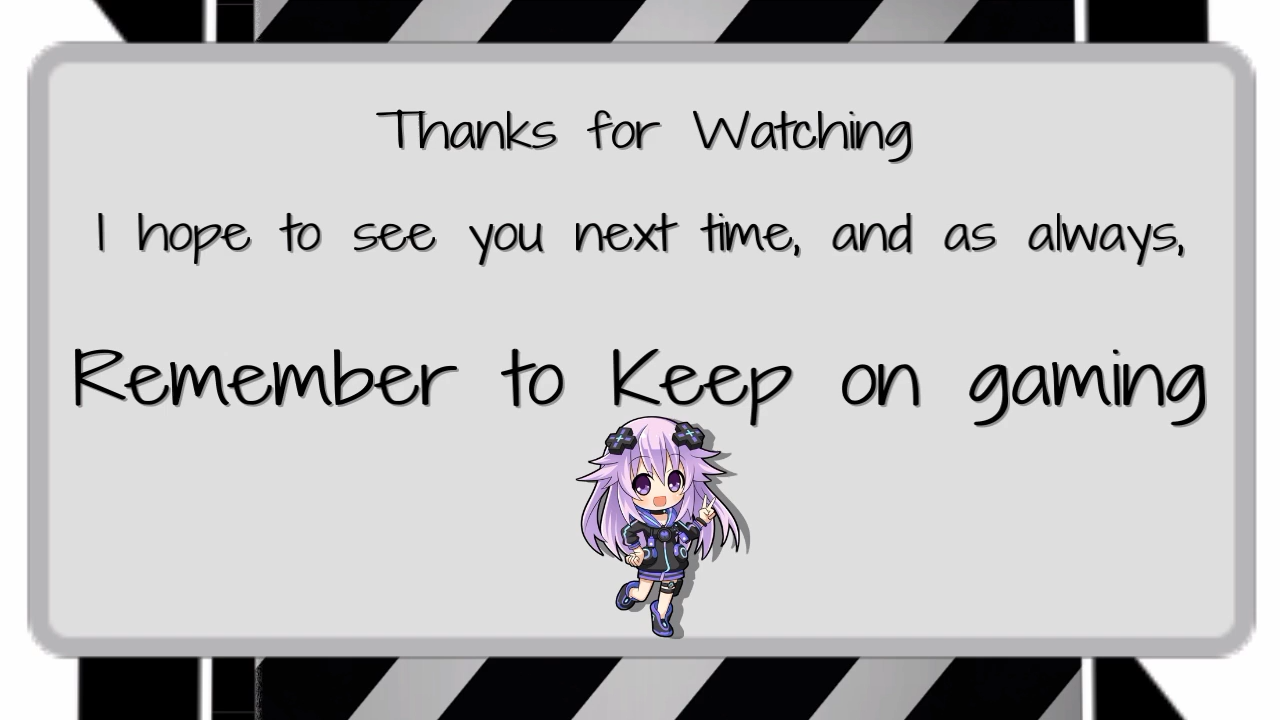 Thanks for Watching
I hope to see you next time, and as always,
Remember to Keep on gaming